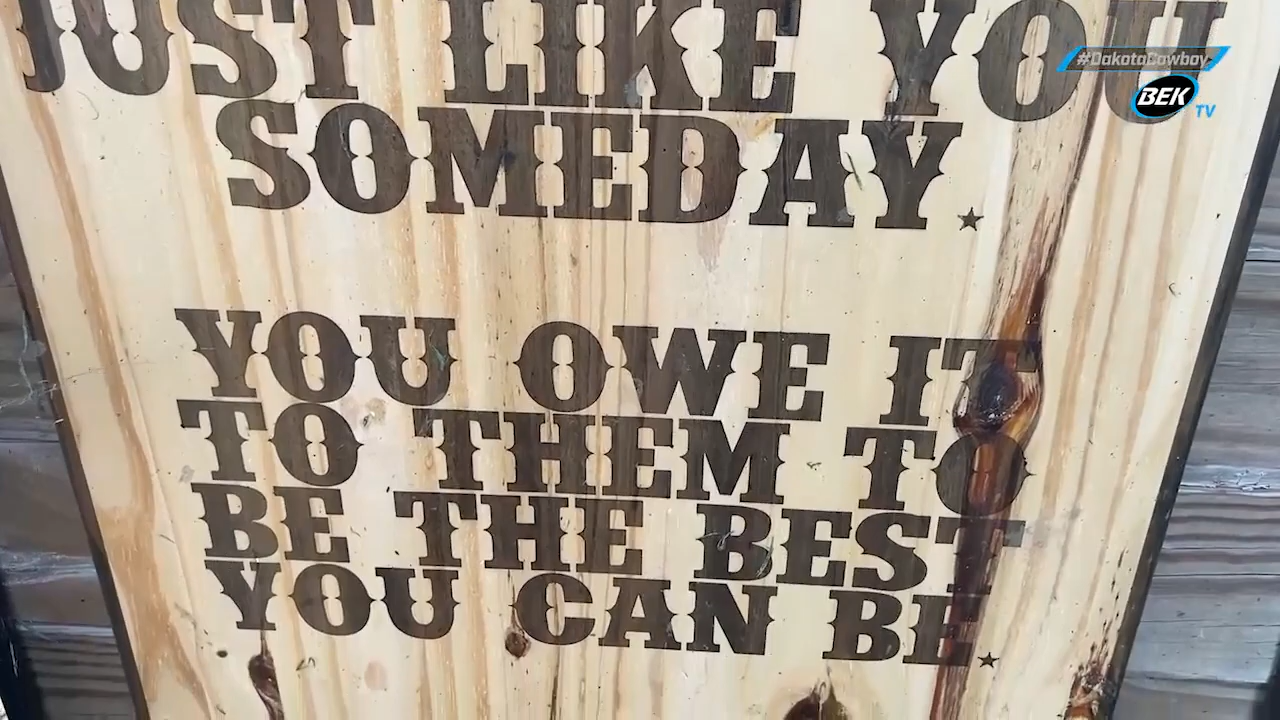 JUST LIKE YOU
SOMEDAY.
YOU OWE IT
TO THEM TO
BE THE BEST
YOU CAN BE.
#DakotaCowboy
BEK TV